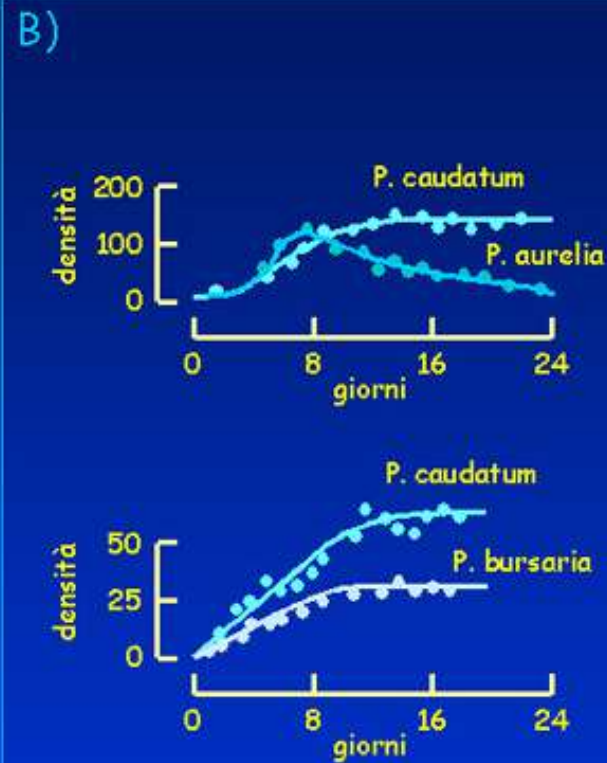 B)
P. caudatum
P. aurelia
densità
200
100
0
0 8 16 24
giorni
P. caudatum
P. bursaria
densità
50
25
0
0 8 16 24
giorni